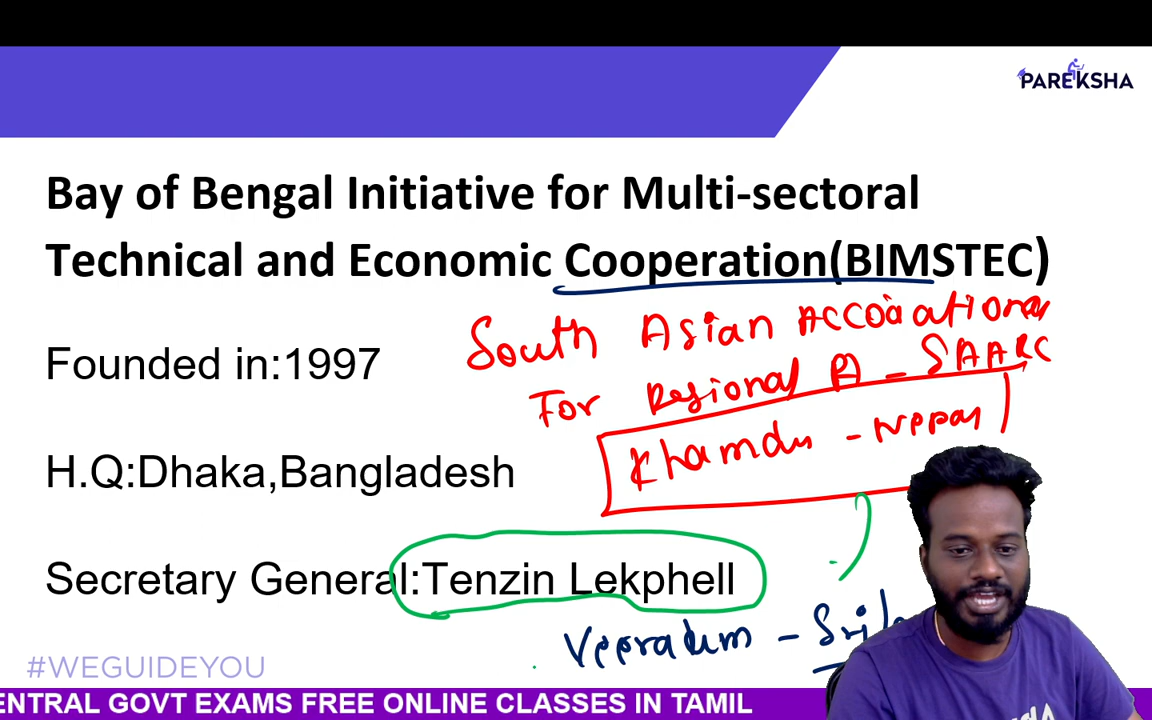 PAREKSHA
Bay of Bengal Initiative for Multi-sectoral
Technical and Economic Cooperation(BIMSTEC)
South Asian
For Regional - SAARC
Founded in:1997
Khamdu - Nepal
H.Q:Dhaka,Bangladesh
Secretary General:Tenzin Lekphell
#WEGUIDEYOU
ENTRAL GOVT EXAMS FREE ONLINE CLASSES IN TAMIL